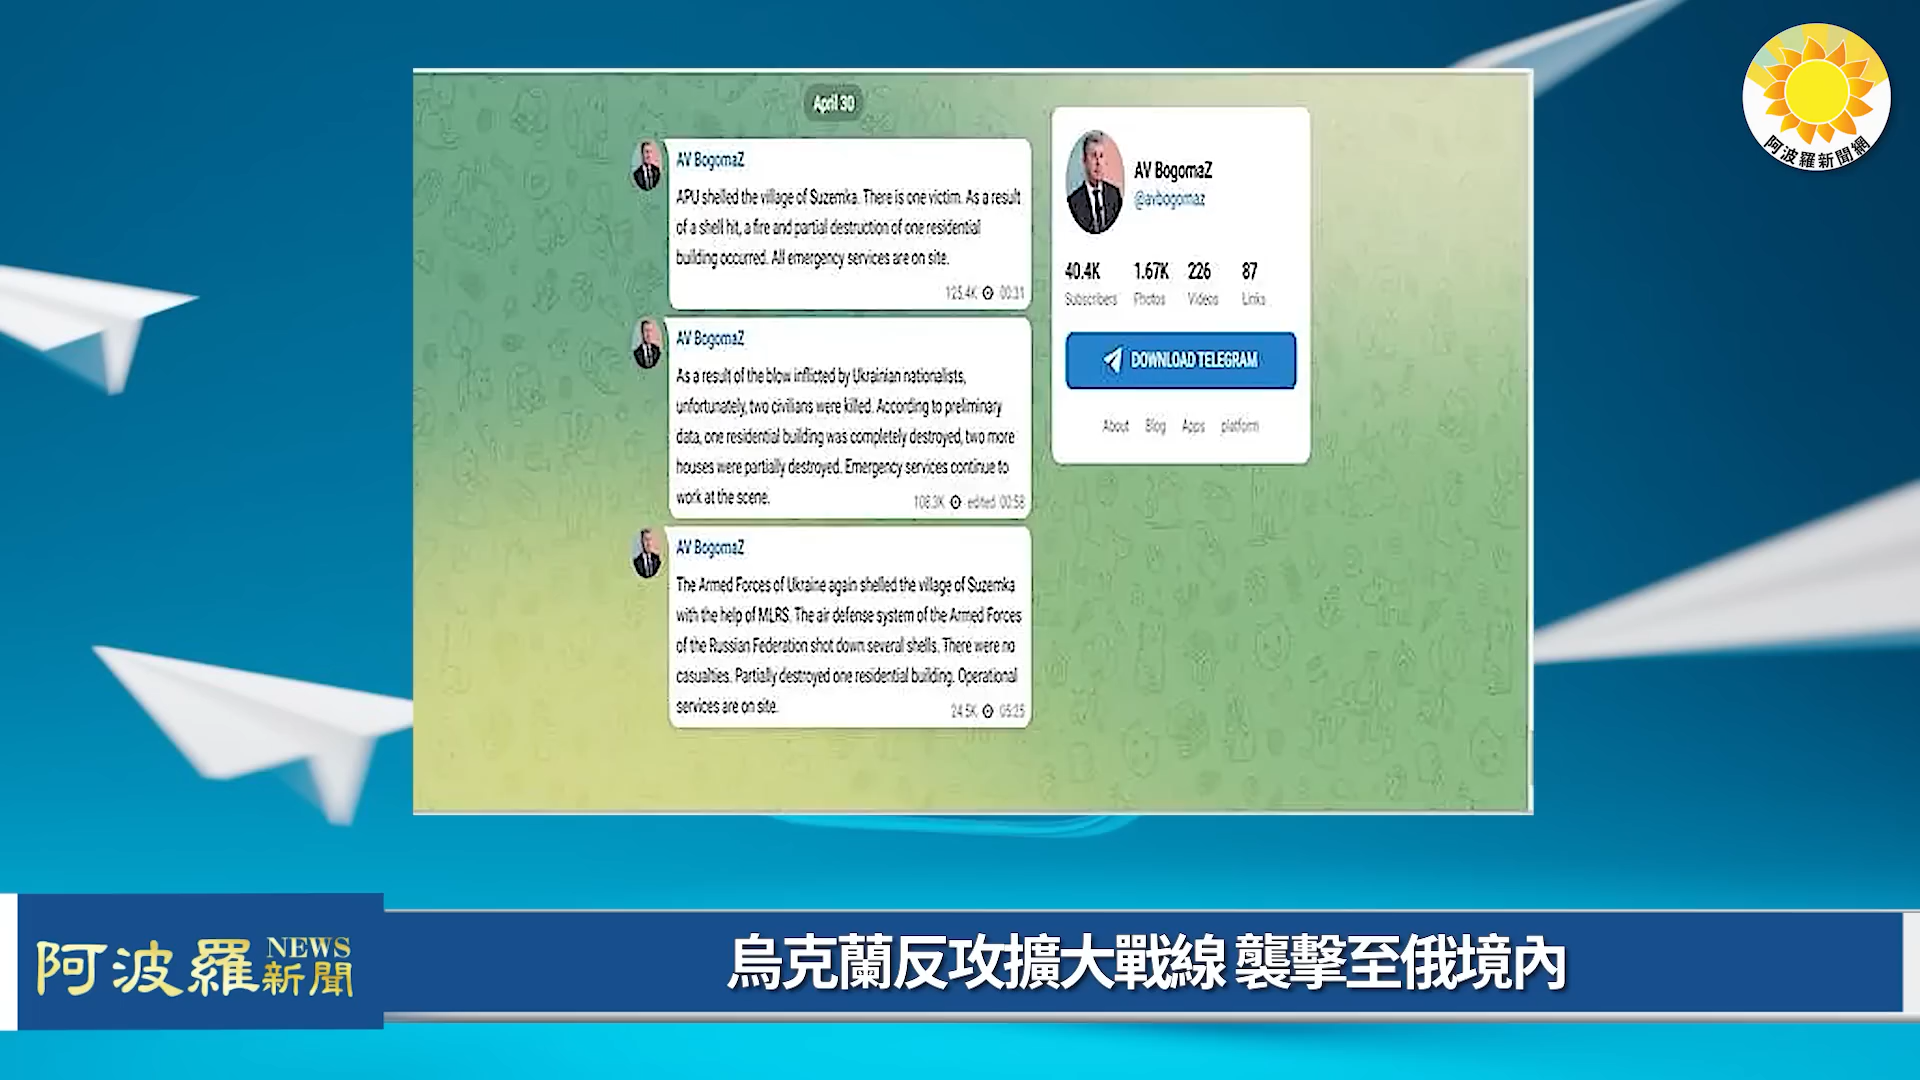 April 30
AV BogomaZ
APU shelled the village of Suzemka. There is one victim. As a result
of a shell hit, a fire and partial destruction of one residential
building occurred. All emergency services are on site.
125.4K 00:31
AV BogomaZ
As a result of the blow inflicted by Ukrainian nationalists,
unfortunately, two civilians were killed. According to preliminary
data, one residential building was completely destroyed, two more
houses were partially destroyed. Emergency services continue to
work at the scene.
108.3K edited 00:58
AV BogomaZ
The Armed Forces of Ukraine again shelled the village of Suzemka
with the help of MLRS. The air defense system of the Armed Forces
of the Russian Federation shot down several shells. There were no
casualties. Partially destroyed one residential building. Operational
services are on site.
24.5K 05:25
AV BogomaZ
@avbogomaz
40.4K 1.67K 226 87
Subscribers Photos Videos Links
DOWNLOAD TELEGRAM
About Blog Apps platform
阿波羅新聞網
阿波羅 NEWS 新聞
烏克蘭反攻擴大戰線 襲擊至俄境內